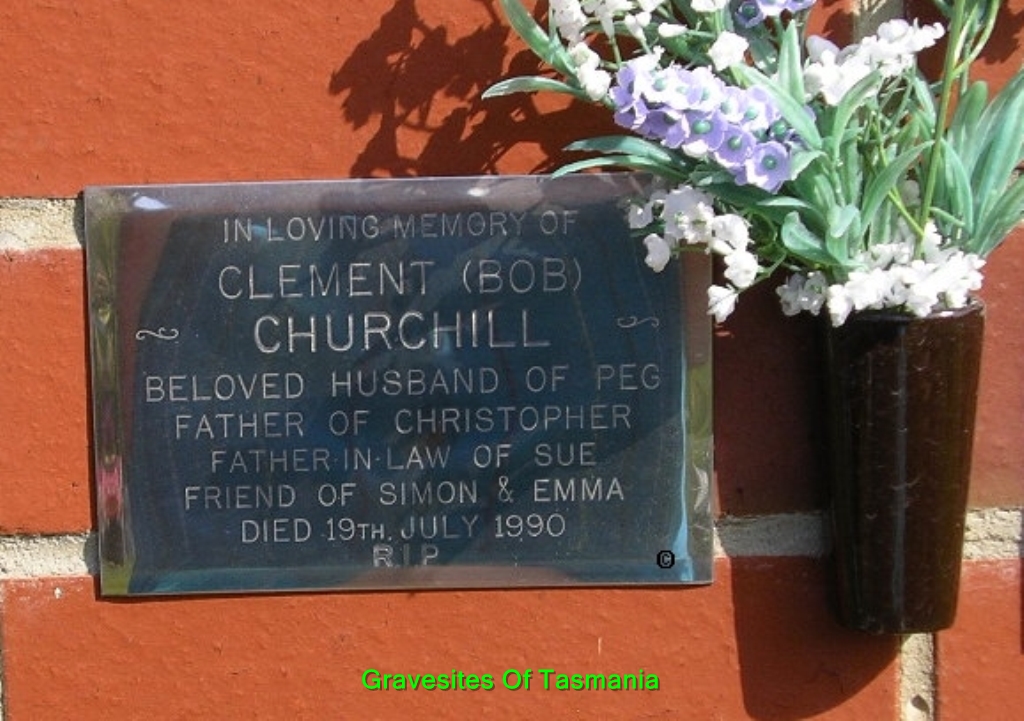 IN LOVING MEMORY OF
CLEMENT (BOB)
CHURCHILL
BELOVED HUSBAND OF PEG
FATHER OF CHRISTOPHER
FATHER-IN-LAW OF SUE
FRIEND OF SIMON & EMMA
DIED 19TH. JULY 1990
R.I.P
©
Gravesites Of Tasmania